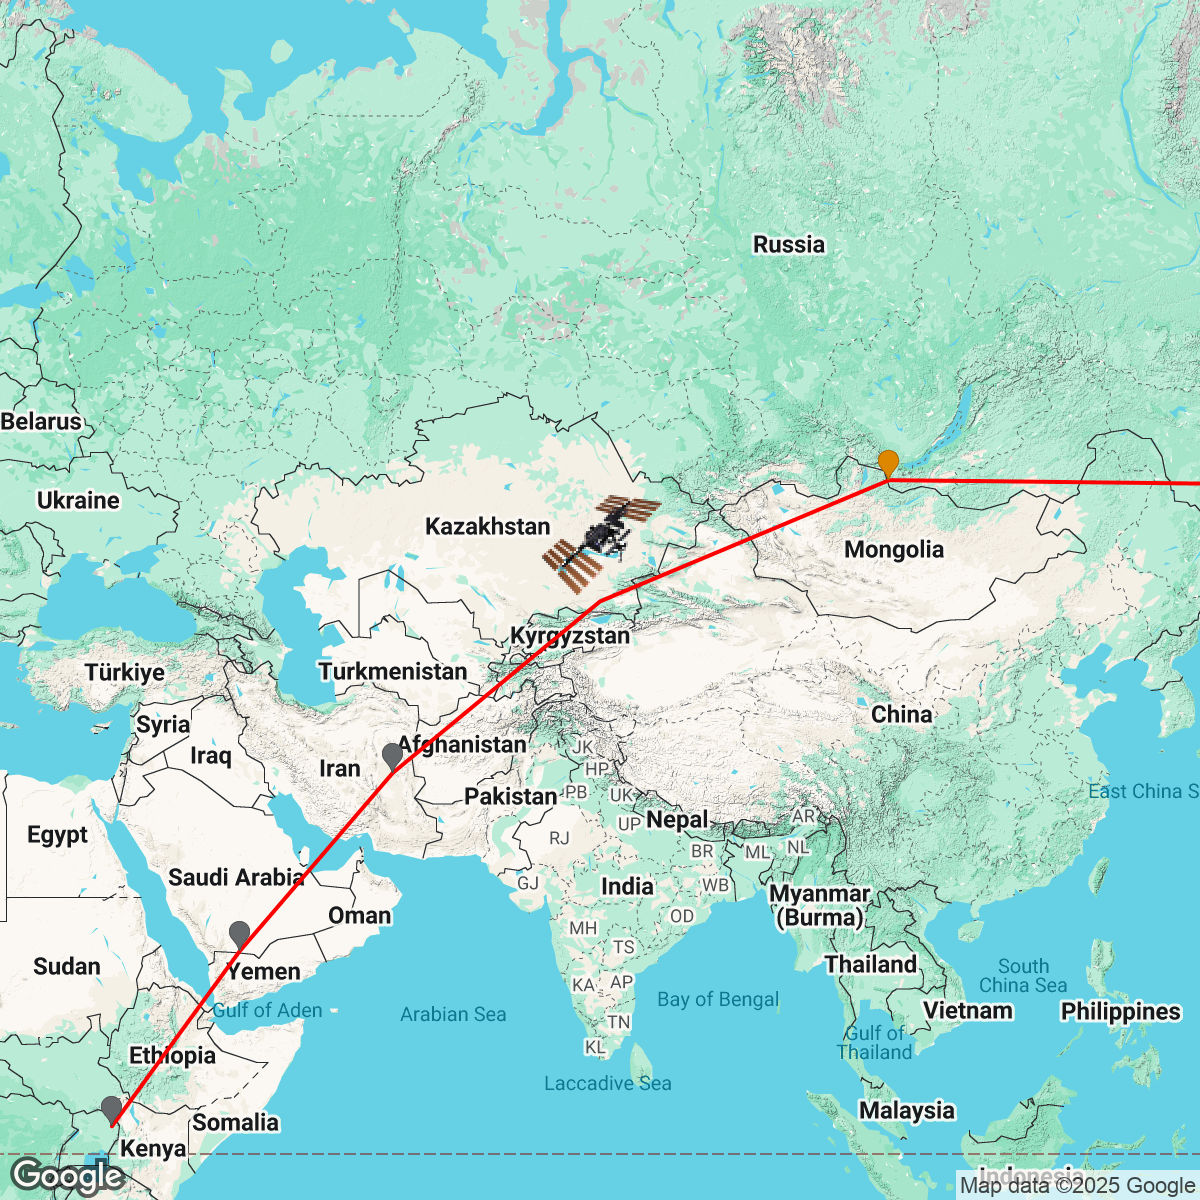 Russia
Belarus
Ukraine
Kazakhstan
Mongolia
Kyrgyzstan
Türkiye
Turkmenistan
Syria
China
Iraq
Afghanistan
JK
Iran
HP
East China S
PB
UK
Pakistan
Nepal
AR
UP
Egypt
RJ
NL
BR
ML
Saudi Arabia
GJ
India
WB
Myanmar
(Burma)
Oman
OD
MH
TS
Sudan
Yemen
Thailand
South
China Sea
KA
AP
Bay of Bengal
Gulf of Aden
Arabian Sea
Vietnam
Philippines
TN
Gulf of
Thailand
KL
Ethiopia
Laccadive Sea
Somalia
Malaysia
Kenya
Indonesia
Google
Map data ©2025 Google